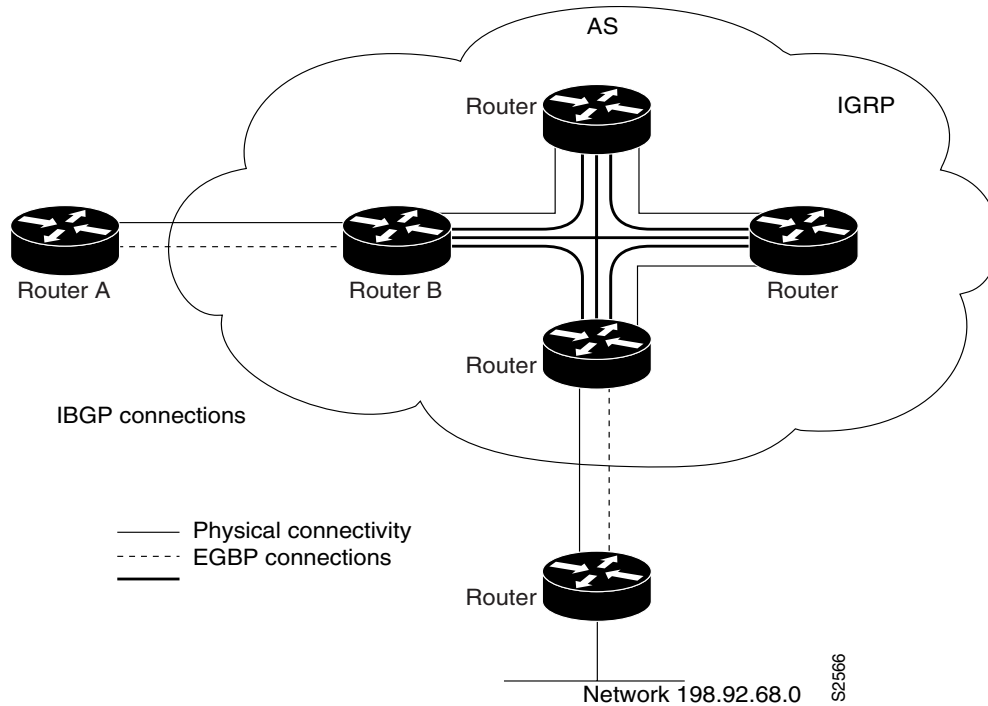 AS
Router
IGRP
Router A
Router B
Router
Router
IBGP connections
Physical connectivity
EGBP connections
Router
Network 198.92.68.0
S2566